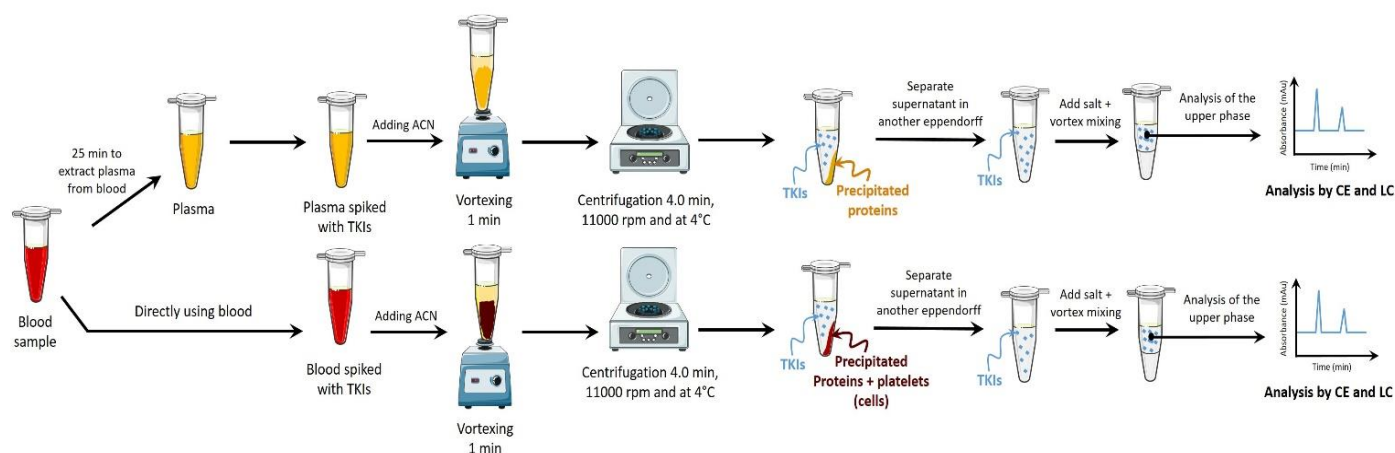 25 min to
extract plasma
from blood
Plasma
Plasma spiked
with TKIs
Adding ACN
Vortexing
1 min
Centrifugation 4.0 min,
11000 rpm and at 4°C
TKIs
Precipitated
proteins
Separate
supernatant in
another eppendorff
TKIs
Add salt +
vortex mixing
Analysis of the
upper phase
Absorbance (mAu)
Time (min)
Analysis by CE and LC
Blood
sample
Directly using blood
Blood spiked
with TKIs
Adding ACN
Vortexing
1 min
Centrifugation 4.0 min,
11000 rpm and at 4°C
TKIs
Precipitated
Proteins + platelets
(cells)
Separate
supernatant in
another eppendorff
TKIs
Add salt +
vortex mixing
Analysis of the
upper phase
Absorbance (mAu)
Time (min)
Analysis by CE and LC